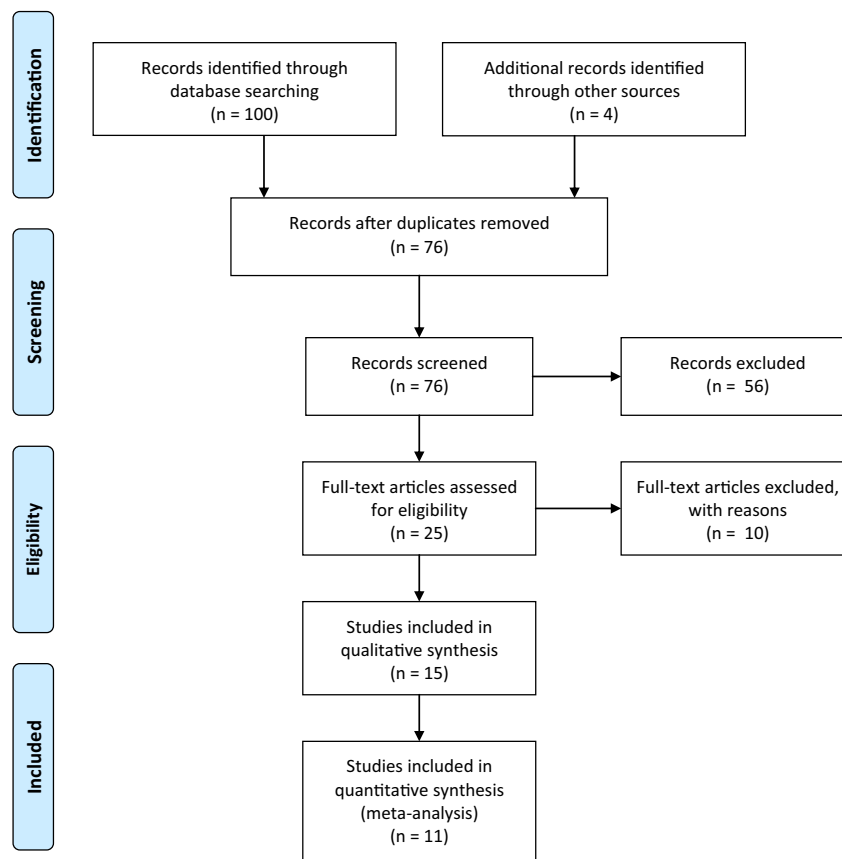 Identification
Records identified through
database searching
(n = 100)
Additional records identified
through other sources
(n = 4)
Records after duplicates removed
(n = 76)
Screening
Records screened
(n = 76)
Records excluded
(n = 56)
Eligibility
Full-text articles assessed
for eligibility
(n = 25)
Full-text articles excluded,
with reasons
(n = 10)
Studies included in
qualitative synthesis
(n = 15)
Included
Studies included in
quantitative synthesis
(meta-analysis)
(n = 11)